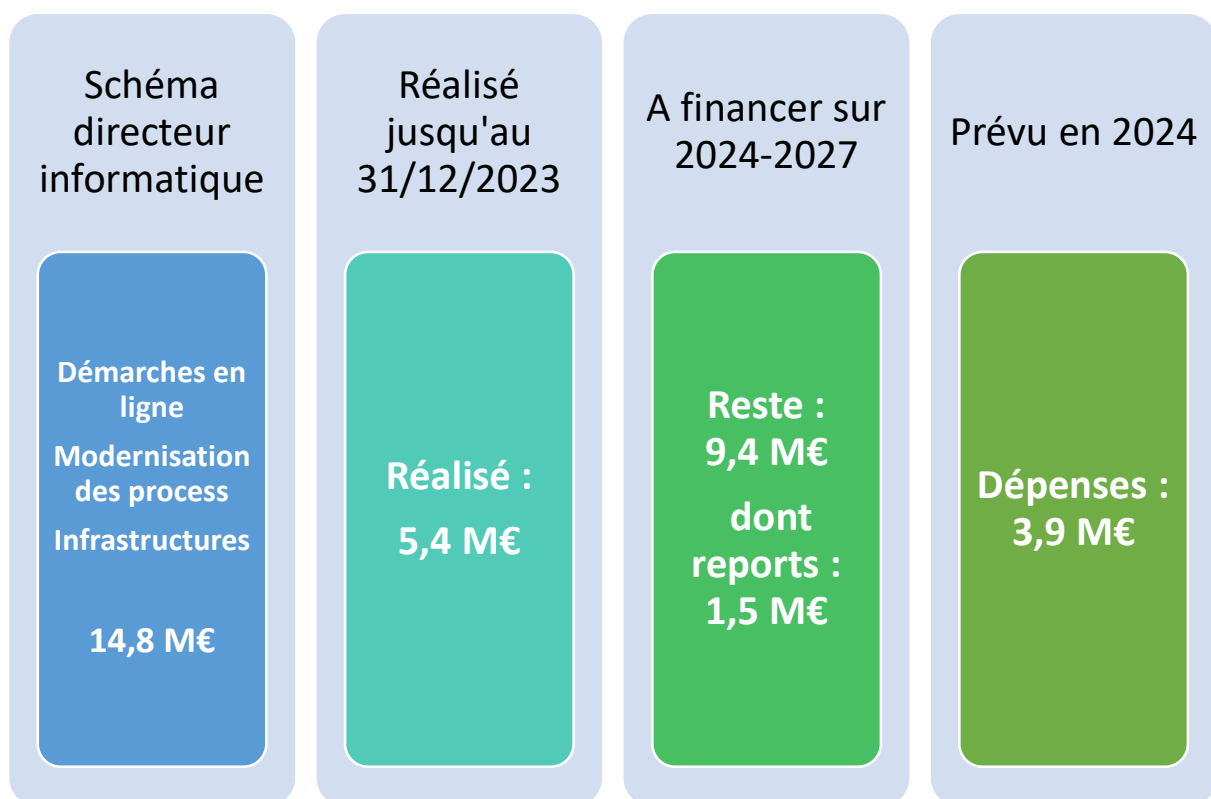 Schéma
directeur
informatique
Démarches en
ligne
Modernisation
des process
Infrastructures
14,8 M€
Réalisé
jusqu'au
31/12/2023
Réalisé :
5,4 M€
A financer sur
2024-2027
Reste :
9,4 M€
dont
reports :
1,5 M€
Prévu en 2024
Dépenses :
3,9 M€